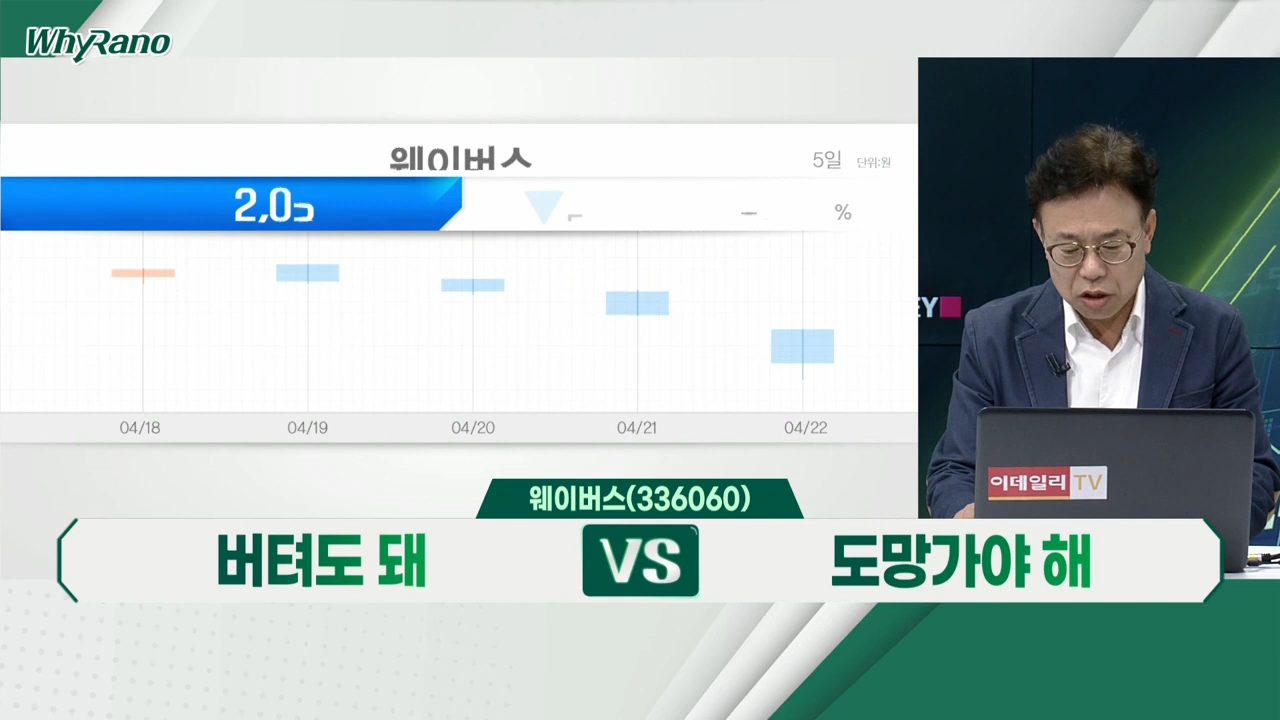 WhyRano
웨이버스
5일 단위:원
%
04/18 04/19 04/20 04/21 04/22
EY
이데일리 TV
웨이버스(336060)
버텨도 돼 VS 도망가야 해